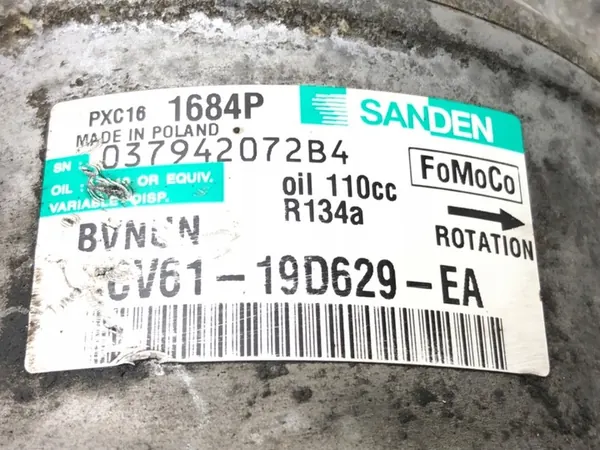 PXC16 1684P
SANDEN
MADE IN POLAND
SN : 037942072B4
FoMoCo
OIL : OR EQUIV.
VARIABLE DISP.
oil 110cc
R134a
ROTATION
CV61-19D629-EA